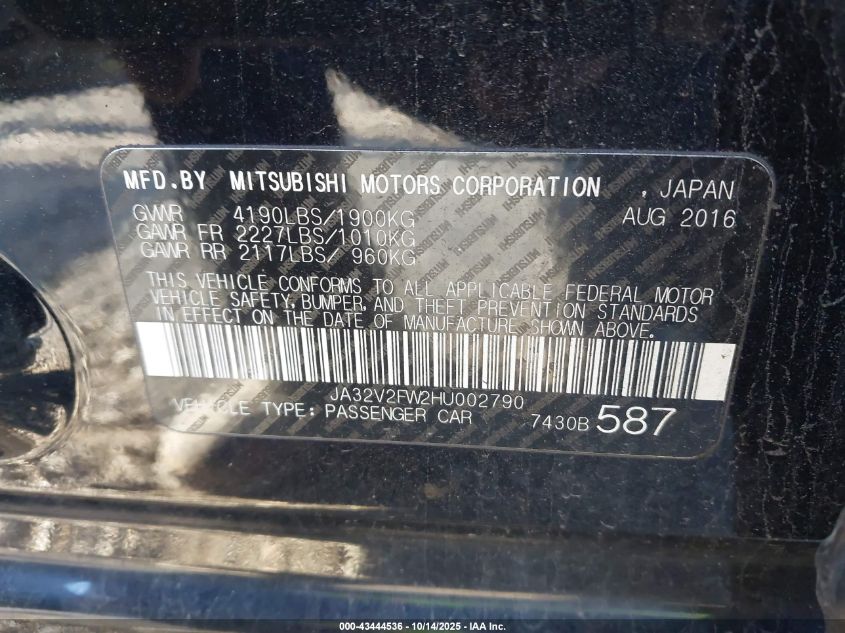 MFD.BY MITSUBISHI MOTORS CORPORATION , JAPAN
GVWR 4190LBS/1900KG AUG 2016
GAWR FR 2227LBS/1010KG
GAWR RR 2117LBS/ 960KG
THIS VEHICLE CONFORMS TO ALL APPLICABLE FEDERAL MOTOR
VEHICLE SAFETY, BUMPER, AND THEFT PREVENTION STANDARDS
IN EFFECT ON THE DATE OF MANUFACTURE SHOWN ABOVE.
JA32V2FW2HU002790
VEHICLE TYPE: PASSENGER CAR 7430B 587
000-43444536 - 10/14/2025 - IAA Inc.